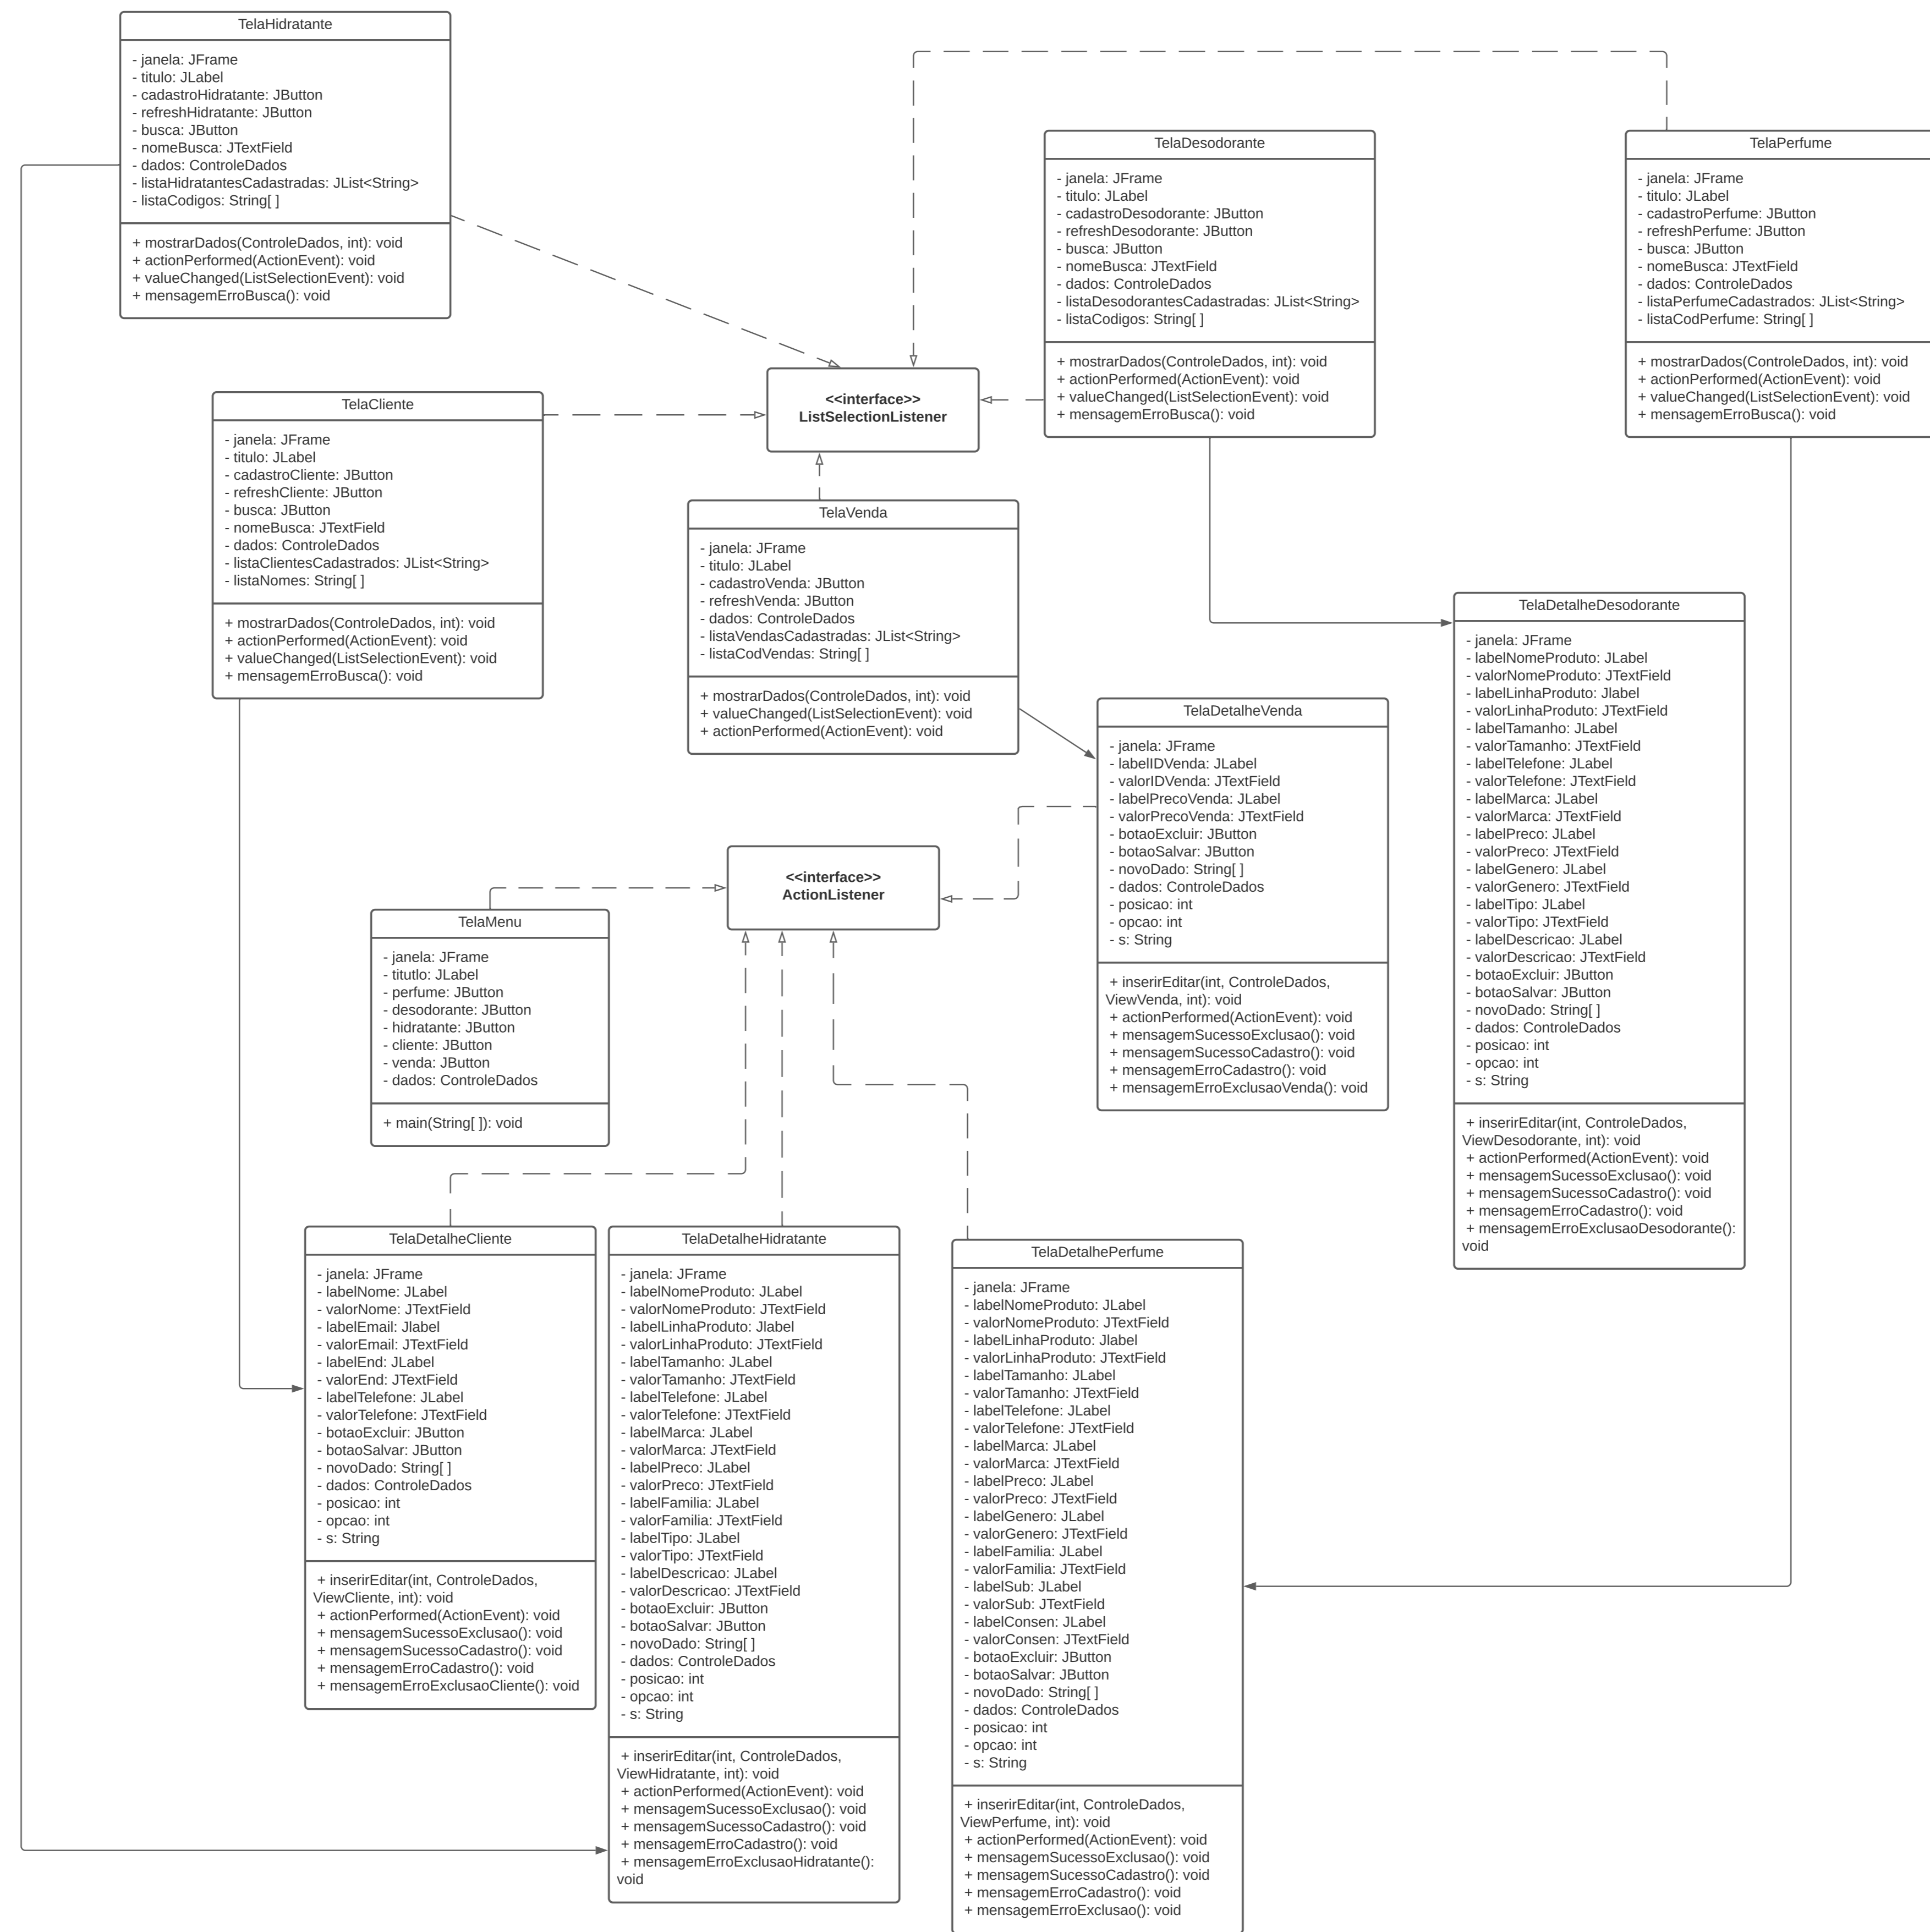 TelaHidratante
- janela: JFrame
- titulo: JLabel
- cadastroHidratante: JButton
- refreshHidratante: JButton
- busca: JButton
- nomeBusca: JTextField
- dados: ControleDados
- listaHidratantesCadastradas: JList<String>
- listaCodigos: String[ ]
+ mostrarDados(ControleDados, int): void
+ actionPerformed(ActionEvent): void
+ valueChanged(ListSelectionEvent): void
+ mensagemErroBusca(): void
TelaDesodorante
- janela: JFrame
- titulo: JLabel
- cadastroDesodorante: JButton
- refreshDesodorante: JButton
- busca: JButton
- nomeBusca: JTextField
- dados: ControleDados
- listaDesodorantesCadastradas: JList<String>
- listaCodigos: String[ ]
+ mostrarDados(ControleDados, int): void
+ actionPerformed(ActionEvent): void
+ valueChanged(ListSelectionEvent): void
+ mensagemErroBusca(): void
TelaPerfume
- janela: JFrame
- titulo: JLabel
- cadastroPerfume: JButton
- refreshPerfume: JButton
- busca: JButton
- nomeBusca: JTextField
- dados: ControleDados
- listaPerfumeCadastrados: JList<String>
- listaCodPerfume: String[ ]
+ mostrarDados(ControleDados, int): void
+ actionPerformed(ActionEvent): void
+ valueChanged(ListSelectionEvent): void
+ mensagemErroBusca(): void
<<interface>>
ListSelectionListener
TelaCliente
- janela: JFrame
- titulo: JLabel
- cadastroCliente: JButton
- refreshCliente: JButton
- busca: JButton
- nomeBusca: JTextField
- dados: ControleDados
- listaClientesCadastrados: JList<String>
- listaNomes: String[ ]
+ mostrarDados(ControleDados, int): void
+ actionPerformed(ActionEvent): void
+ valueChanged(ListSelectionEvent): void
+ mensagemErroBusca(): void
TelaVenda
- janela: JFrame
- titulo: JLabel
- cadastroVenda: JButton
- refreshVenda: JButton
- dados: ControleDados
- listaVendasCadastradas: JList<String>
- listaCodVendas: String[ ]
+ mostrarDados(ControleDados, int): void
+ valueChanged(ListSelectionEvent): void
+ actionPerformed(ActionEvent): void
TelaDetalheDesodorante
- janela: JFrame
- labelNomeProduto: JLabel
- valorNomeProduto: JTextField
- labelLinhaProduto: Jlabel
- valorLinhaProduto: JTextField
- labelTamanho: JLabel
- valorTamanho: JTextField
- labelTelefone: JLabel
- valorTelefone: JTextField
- labelMarca: JLabel
- valorMarca: JTextField
- labelPreco: JLabel
- valorPreco: JTextField
- labelGenero: JLabel
- valorGenero: JTextField
- labelTipo: JLabel
- valorTipo: JTextField
- labelDescricao: JLabel
- valorDescricao: JTextField
- botaoExcluir: JButton
- botaoSalvar: JButton
- novoDado: String[ ]
- dados: ControleDados
- posicao: int
- opcao: int
- s: String
+ inserirEditar(int, ControleDados,
ViewDesodorante, int): void
+ actionPerformed(ActionEvent): void
+ mensagemSucessoExclusao(): void
+ mensagemSucessoCadastro(): void
+ mensagemErroCadastro(): void
+ mensagemErroExclusaoDesodorante():
void
TelaDetalheVenda
- janela: JFrame
- labelIDVenda: JLabel
- valorIDVenda: JTextField
- labelPrecoVenda: JLabel
- valorPrecoVenda: JTextField
- botaoExcluir: JButton
- botaoSalvar: JButton
- novoDado: String[ ]
- dados: ControleDados
- posicao: int
- opcao: int
- s: String
+ inserirEditar(int, ControleDados,
ViewVenda, int): void
+ actionPerformed(ActionEvent): void
+ mensagemSucessoExclusao(): void
+ mensagemSucessoCadastro(): void
+ mensagemErroCadastro(): void
+ mensagemErroExclusaoVenda(): void
<<interface>>
ActionListener
TelaMenu
- janela: JFrame
- titutlo: JLabel
- perfume: JButton
- desodorante: JButton
- hidratante: JButton
- cliente: JButton
- venda: JButton
- dados: ControleDados
+ main(String[ ]): void
TelaDetalheCliente
- janela: JFrame
- labelNome: JLabel
- valorNome: JTextField
- labelEmail: Jlabel
- valorEmail: JTextField
- labelEnd: JLabel
- valorEnd: JTextField
- labelTelefone: JLabel
- valorTelefone: JTextField
- botaoExcluir: JButton
- botaoSalvar: JButton
- novoDado: String[ ]
- dados: ControleDados
- posicao: int
- opcao: int
- s: String
+ inserirEditar(int, ControleDados,
ViewCliente, int): void
+ actionPerformed(ActionEvent): void
+ mensagemSucessoExclusao(): void
+ mensagemSucessoCadastro(): void
+ mensagemErroCadastro(): void
+ mensagemErroExclusaoCliente(): void
TelaDetalheHidratante
- janela: JFrame
- labelNomeProduto: JLabel
- valorNomeProduto: JTextField
- labelLinhaProduto: Jlabel
- valorLinhaProduto: JTextField
- labelTamanho: JLabel
- valorTamanho: JTextField
- labelTelefone: JLabel
- valorTelefone: JTextField
- labelMarca: JLabel
- valorMarca: JTextField
- labelPreco: JLabel
- valorPreco: JTextField
- labelFamilia: JLabel
- valorFamilia: JTextField
- labelTipo: JLabel
- valorTipo: JTextField
- labelDescricao: JLabel
- valorDescricao: JTextField
- botaoExcluir: JButton
- botaoSalvar: JButton
- novoDado: String[ ]
- dados: ControleDados
- posicao: int
- opcao: int
- s: String
+ inserirEditar(int, ControleDados,
ViewHidratante, int): void
+ actionPerformed(ActionEvent): void
+ mensagemSucessoExclusao(): void
+ mensagemSucessoCadastro(): void
+ mensagemErroCadastro(): void
+ mensagemErroExclusaoHidratante():
void
TelaDetalhePerfume
- janela: JFrame
- labelNomeProduto: JLabel
- valorNomeProduto: JTextField
- labelLinhaProduto: Jlabel
- valorLinhaProduto: JTextField
- labelTamanho: JLabel
- valorTamanho: JTextField
- labelTelefone: JLabel
- valorTelefone: JTextField
- labelMarca: JLabel
- valorMarca: JTextField
- labelPreco: JLabel
- valorPreco: JTextField
- labelGenero: JLabel
- valorGenero: JTextField
- labelFamilia: JLabel
- valorFamilia: JTextField
- labelSub: JLabel
- valorSub: JTextField
- labelConsen: JLabel
- valorConsen: JTextField
- botaoExcluir: JButton
- botaoSalvar: JButton
- novoDado: String[ ]
- dados: ControleDados
- posicao: int
- opcao: int
- s: String
+ inserirEditar(int, ControleDados,
ViewPerfume, int): void
+ actionPerformed(ActionEvent): void
+ mensagemSucessoExclusao(): void
+ mensagemSucessoCadastro(): void
+ mensagemErroCadastro(): void
+ mensagemErroExclusao(): void